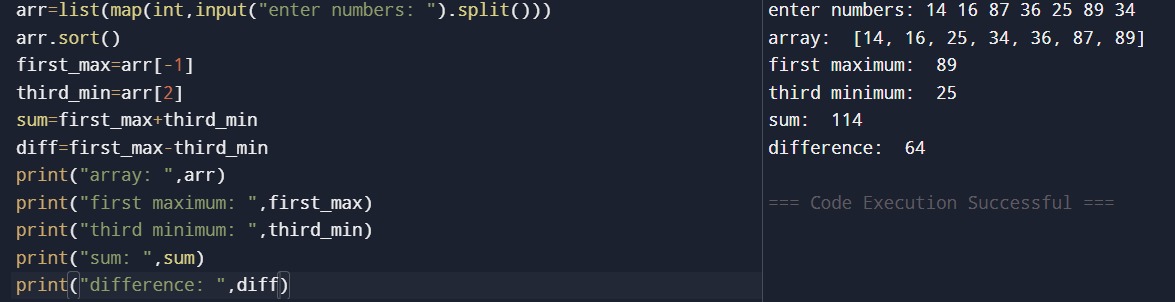 arr=list(map(int,input("enter numbers: ").split()))
arr.sort()
first_max=arr[-1]
third_min=arr[2]
sum=first_max+third_min
diff=first_max-third_min
print("array: ",arr)
print("first maximum: ",first_max)
print("third minimum: ",third_min)
print("sum: ",sum)
print("difference: ",diff)
enter numbers: 14 16 87 36 25 89 34
array:  [14, 16, 25, 34, 36, 87, 89]
first maximum:  89
third minimum:  25
sum:  114
difference:  64
=== Code Execution Successful ===